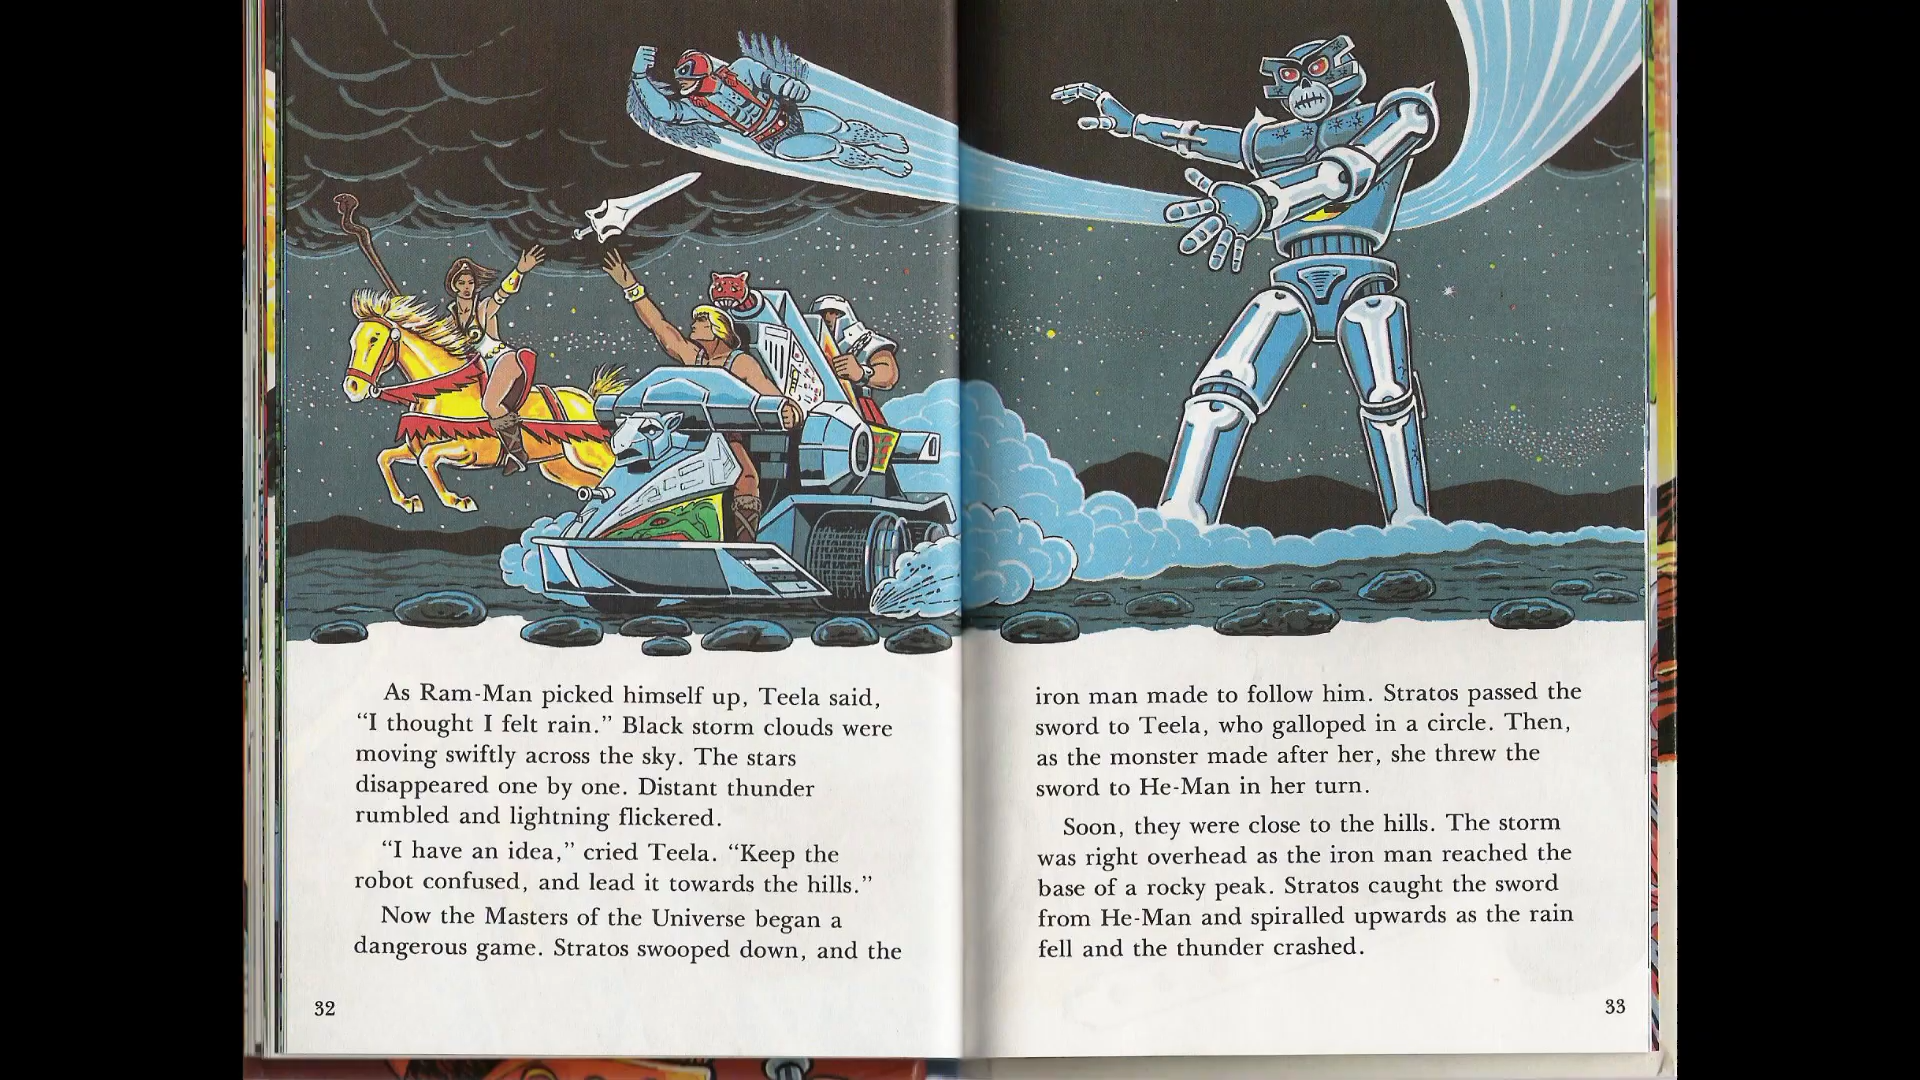 As Ram-Man picked himself up, Teela said,
“I thought I felt rain.” Black storm clouds were
moving swiftly across the sky. The stars
disappeared one by one. Distant thunder
rumbled and lightning flickered.
“I have an idea,” cried Teela. “Keep the
robot confused, and lead it towards the hills.”
Now the Masters of the Universe began a
dangerous game. Stratos swooped down, and the
32
iron man made to follow him. Stratos passed the
sword to Teela, who galloped in a circle. Then,
as the monster made after her, she threw the
sword to He-Man in her turn.
Soon, they were close to the hills. The storm
was right overhead as the iron man reached the
base of a rocky peak. Stratos caught the sword
from He-Man and spiralled upwards as the rain
fell and the thunder crashed.
33